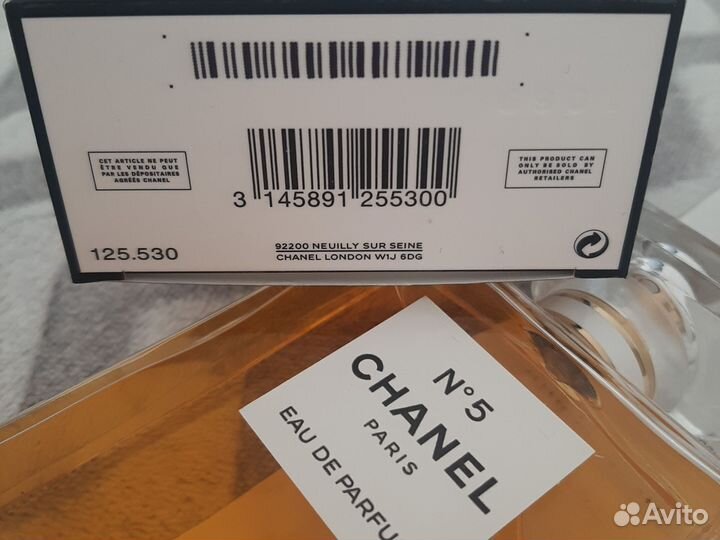 CET ARTICLE NE PEUT
ÊTRE VENDU QUE
PAR LES DÉPOSITAIRES
AGRÉÉS CHANEL
THIS PRODUCT CAN
ONLY BE SOLD BY
AUTHORISED CHANEL
RETAILERS
3 145891 255300
125.530
92200 NEUILLY SUR SEINE
CHANEL LONDON W1J 6DG
N°5
CHANEL
PARIS
EAU DE PARFU
Avito